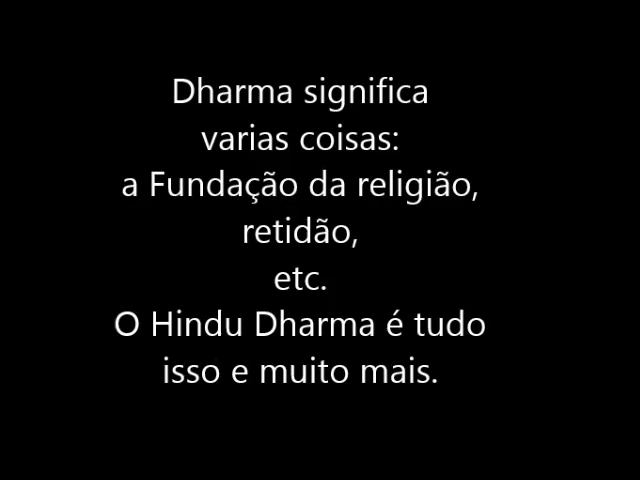 Dharma significa
varias coisas:
a Fundação da religião,
retidão,
etc.
O Hindu Dharma é tudo
isso e muito mais.